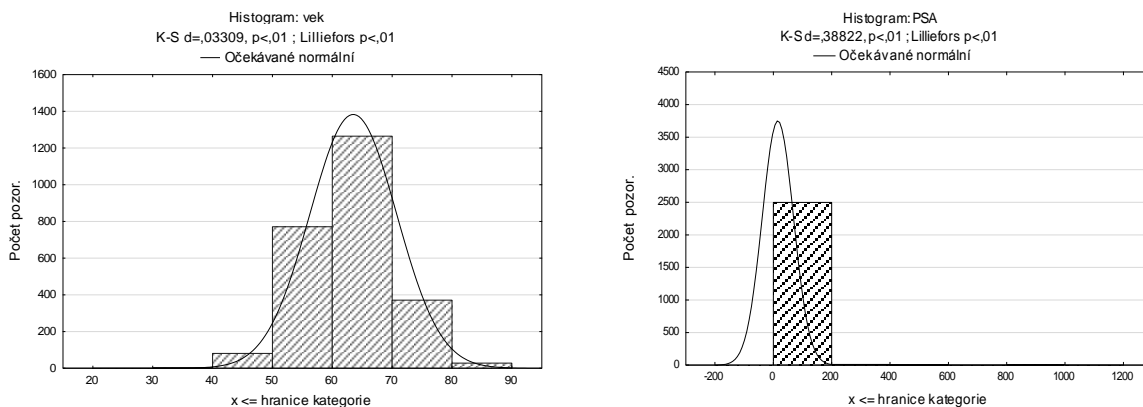 Histogram: vek
K-S d=,03309, p<,01 ; Lilliefors p<,01
Očekávané normální
1600
1400
1200
1000
800
600
400
200
0
Počet pozor.
20 30 40 50 60 70 80 90
x <= hranice kategorie
Histogram: PSA
K-S d=,38822, p<,01 ; Lilliefors p<,01
Očekávané normální
4500
4000
3500
3000
2500
2000
1500
1000
500
0
Počet pozor.
-200 0 200 400 600 800 1000 1200
x <= hranice kategorie